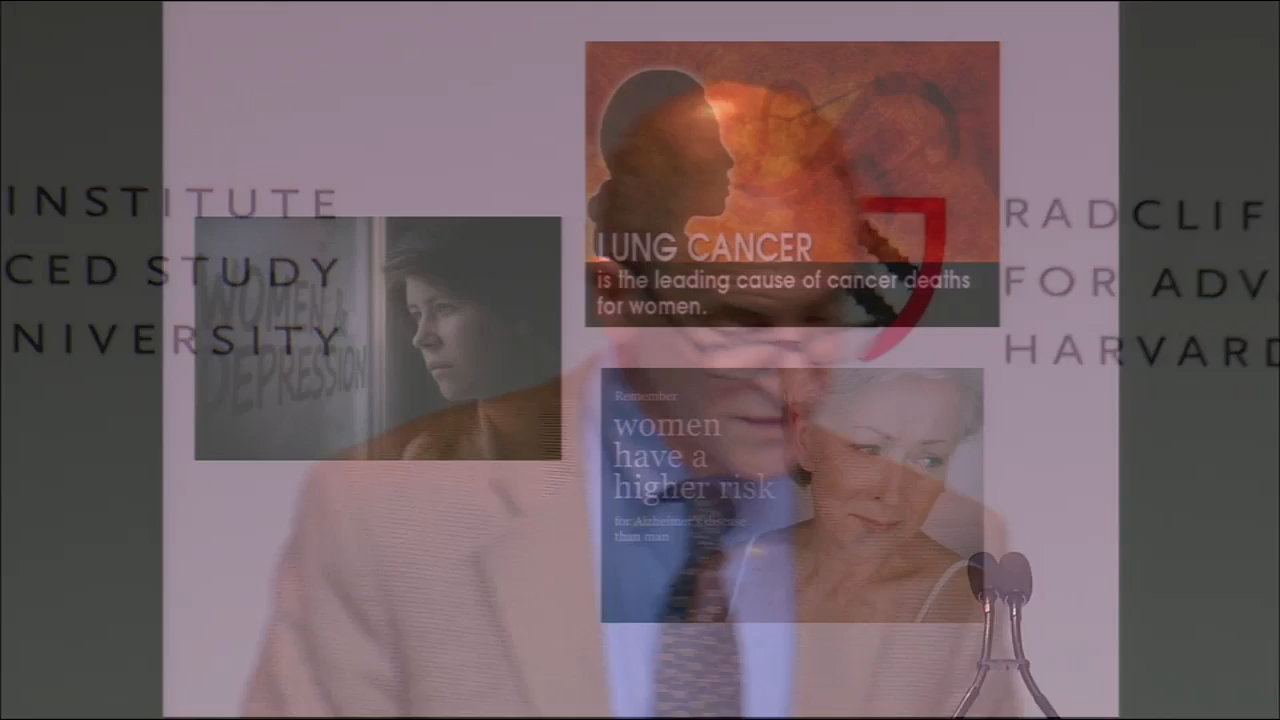 INSTITUTE
CED STUDY
NIVERSITY
WOMEN &
DEPRESSION
LUNG CANCER
is the leading cause of cancer deaths
for women.
Remember
women
have a
higher risk
for Alzheimer's disease
than man
RADCLIF
FOR ADV
HARVARD